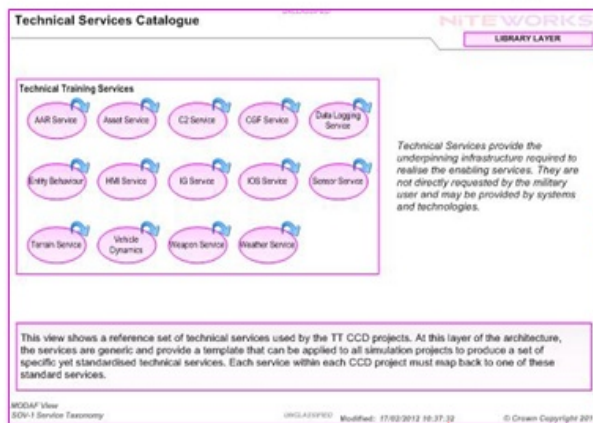 UNCLASSIFIED
Technical Services Catalogue
NITEWORKS
LIBRARY LAYER
Technical Training Services
AAR Service
Asset Service
C2 Service
CGF Service
Data Logging
Service
Entity Behaviour
HMI Service
IG Service
IOS Service
Sensor Service
Terrain Service
Vehicle
Dynamics
Weapon Service
Weather Service
Technical Services provide the
underpinning infrastructure required to
realise the enabling services. They are
not directly requested by the military
user and may be provided by systems
and technologies.
This view shows a reference set of technical services used by the TT CCD projects. At this layer of the architecture,
the services are generic and provide a template that can be applied to all simulation projects to produce a set of
specific yet standardised technical services. Each service within each CCD project must map back to one of these
standard services.
MODAF View
SOV-1 Service Taxonomy
UNCLASSIFIED
Modified: 17/02/2012 10:37:32
© Crown Copyright 201